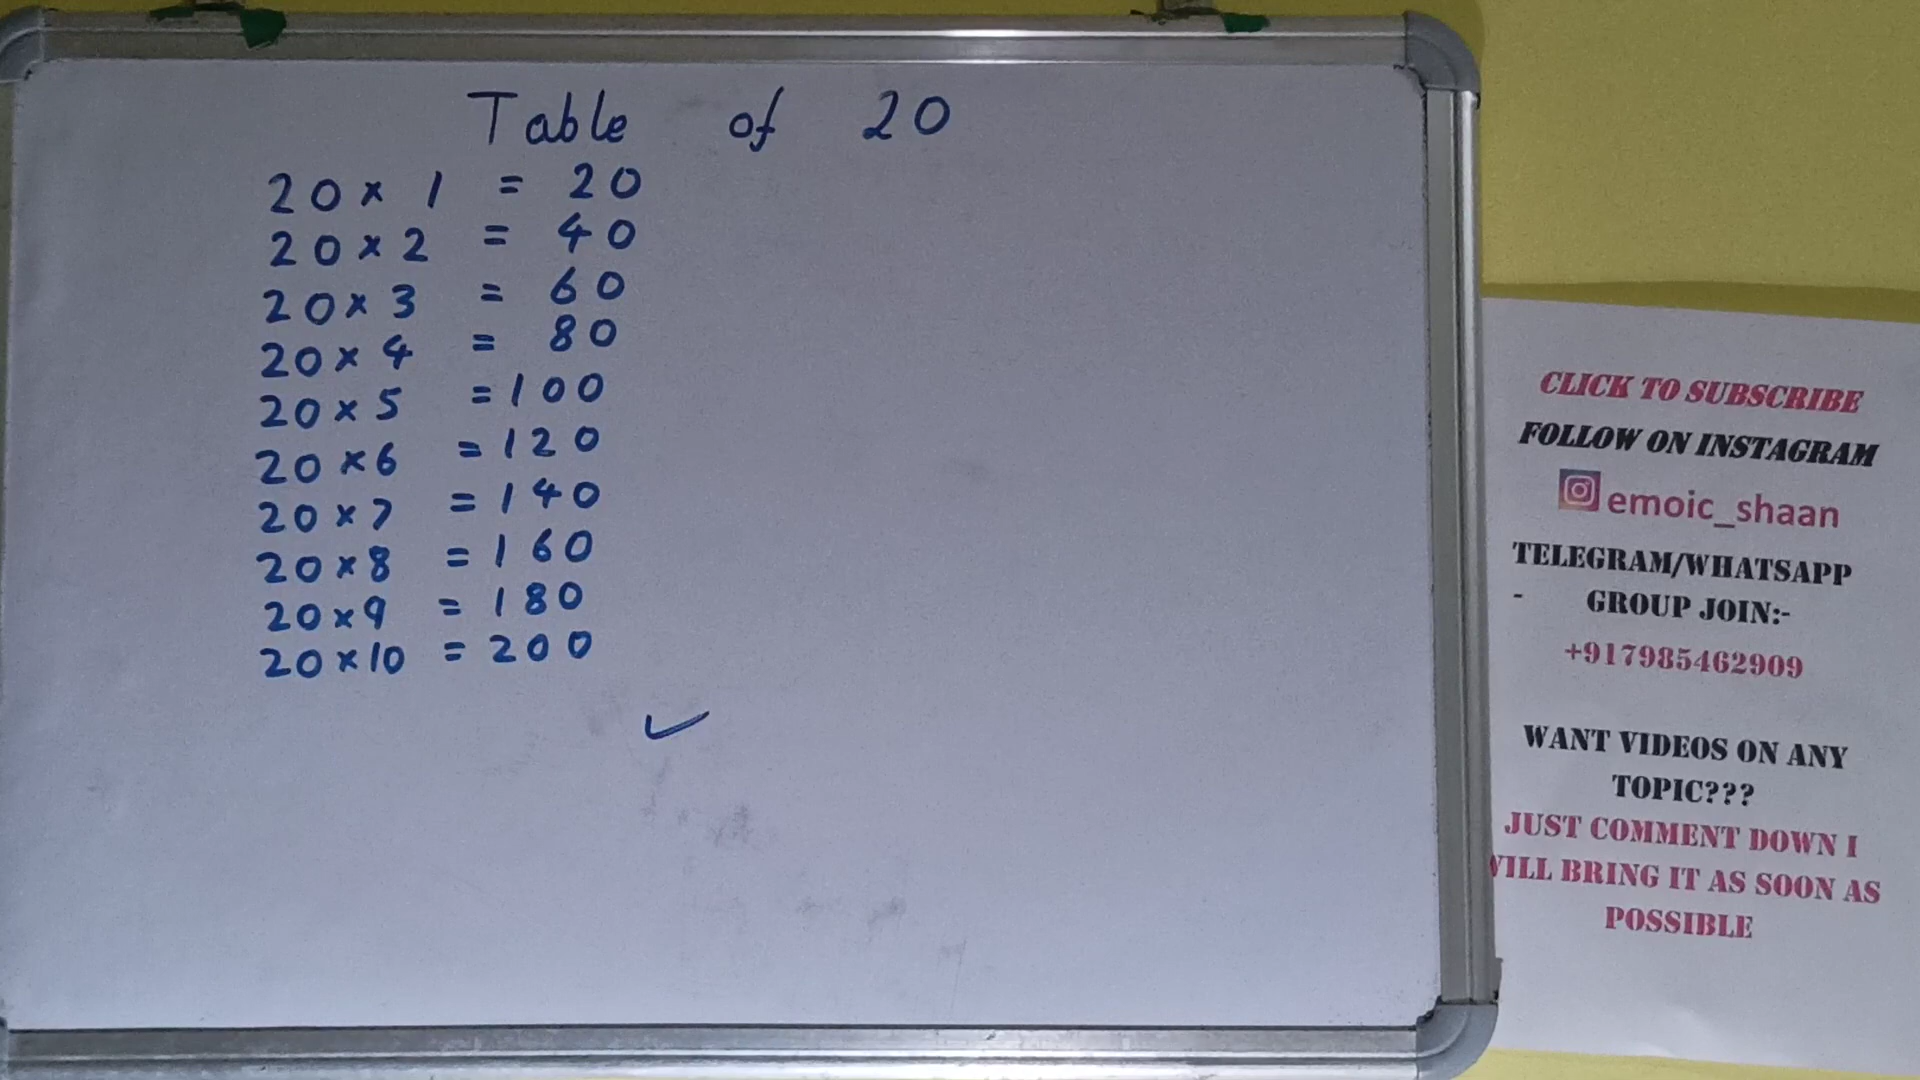 Table of 20
20 × 1 = 20
20 × 2 = 40
20 × 3 = 60
20 × 4 = 80
20 × 5 = 100
20 × 6 = 120
20 × 7 = 140
20 × 8 = 160
20 × 9 = 180
20 × 10 = 200
CLICK TO SUBSCRIBE
FOLLOW ON INSTAGRAM
emoic_shaan
TELEGRAM/WHATSAPP
- GROUP JOIN:-
+917985462909
WANT VIDEOS ON ANY
TOPIC???
JUST COMMENT DOWN I
WILL BRING IT AS SOON AS
POSSIBLE